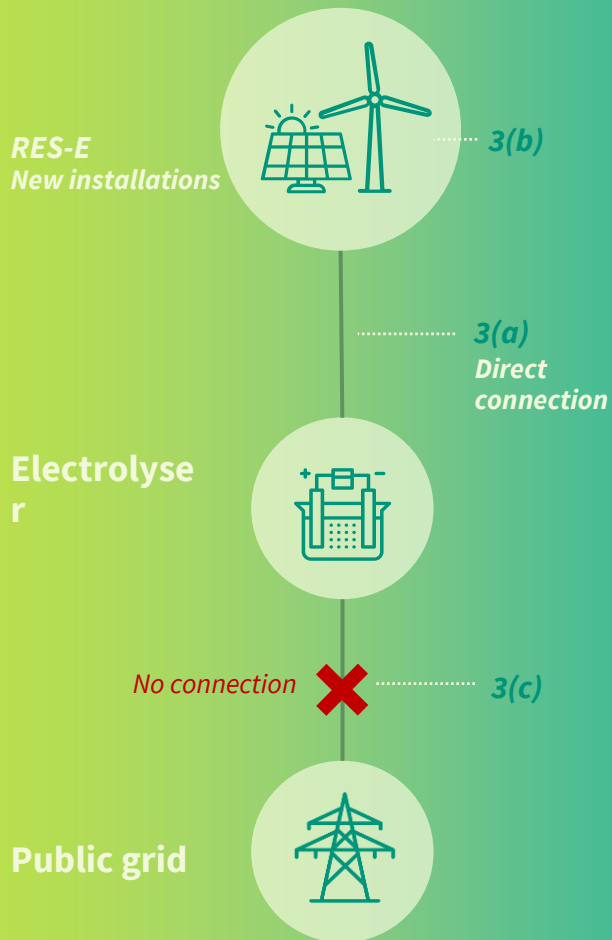 RES-E
New installations
3(b)
3(a)
Direct
connection
Electrolyse
r
+ −
No connection
3(c)
Public grid